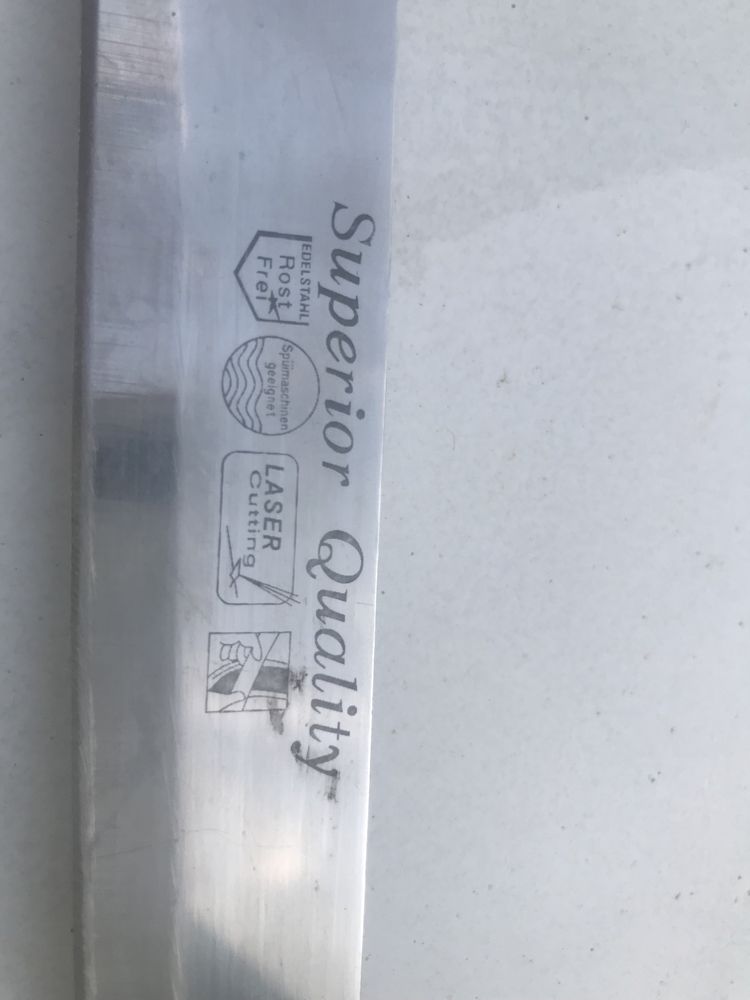 Superior Quality
EDELSTAHL
Rost
Frei
Spülmaschinen
geeignet
LASER
Cutting